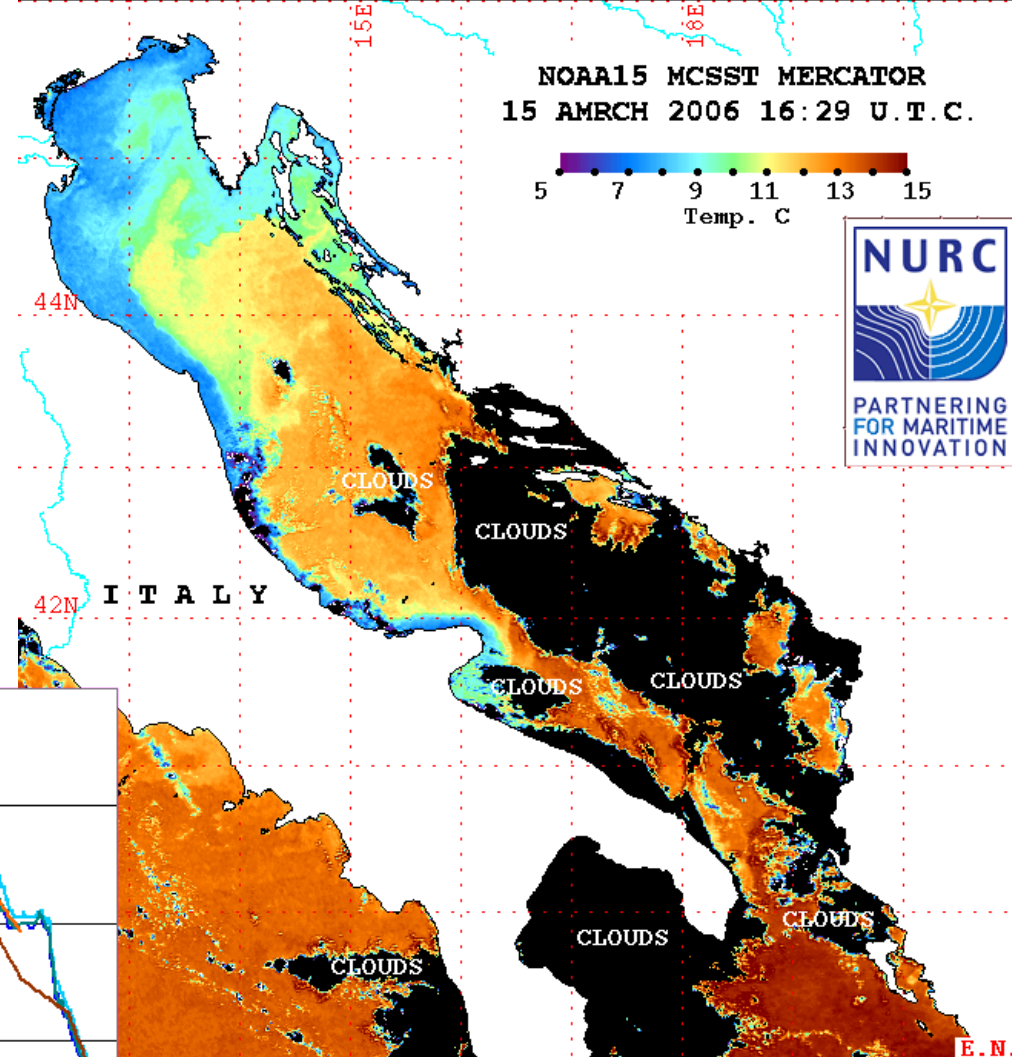 15E
18E
NOAA15 MCSST MERCATOR
15 AMRCH 2006 16:29 U.T.C.
5 7 9 11 13 15
Temp. C
NURC
PARTNERING
FOR MARITIME
INNOVATION
44N
CLOUDS
CLOUDS
ITALY
42N
CLOUDS
CLOUDS
CLOUDS
CLOUDS
CLOUDS
E.N.